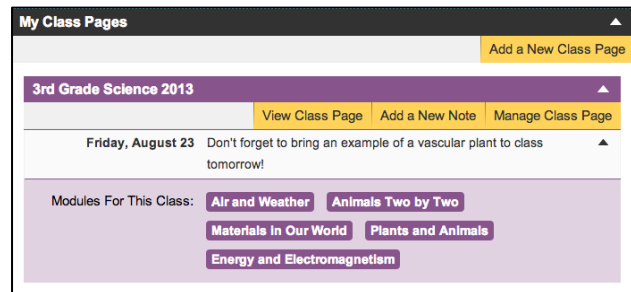 My Class Pages
Add a New Class Page
3rd Grade Science 2013
View Class Page Add a New Note Manage Class Page
Friday, August 23 Don't forget to bring an example of a vascular plant to class
tomorrow!
Modules For This Class: Air and Weather Animals Two by Two
Materials in Our World Plants and Animals
Energy and Electromagnetism